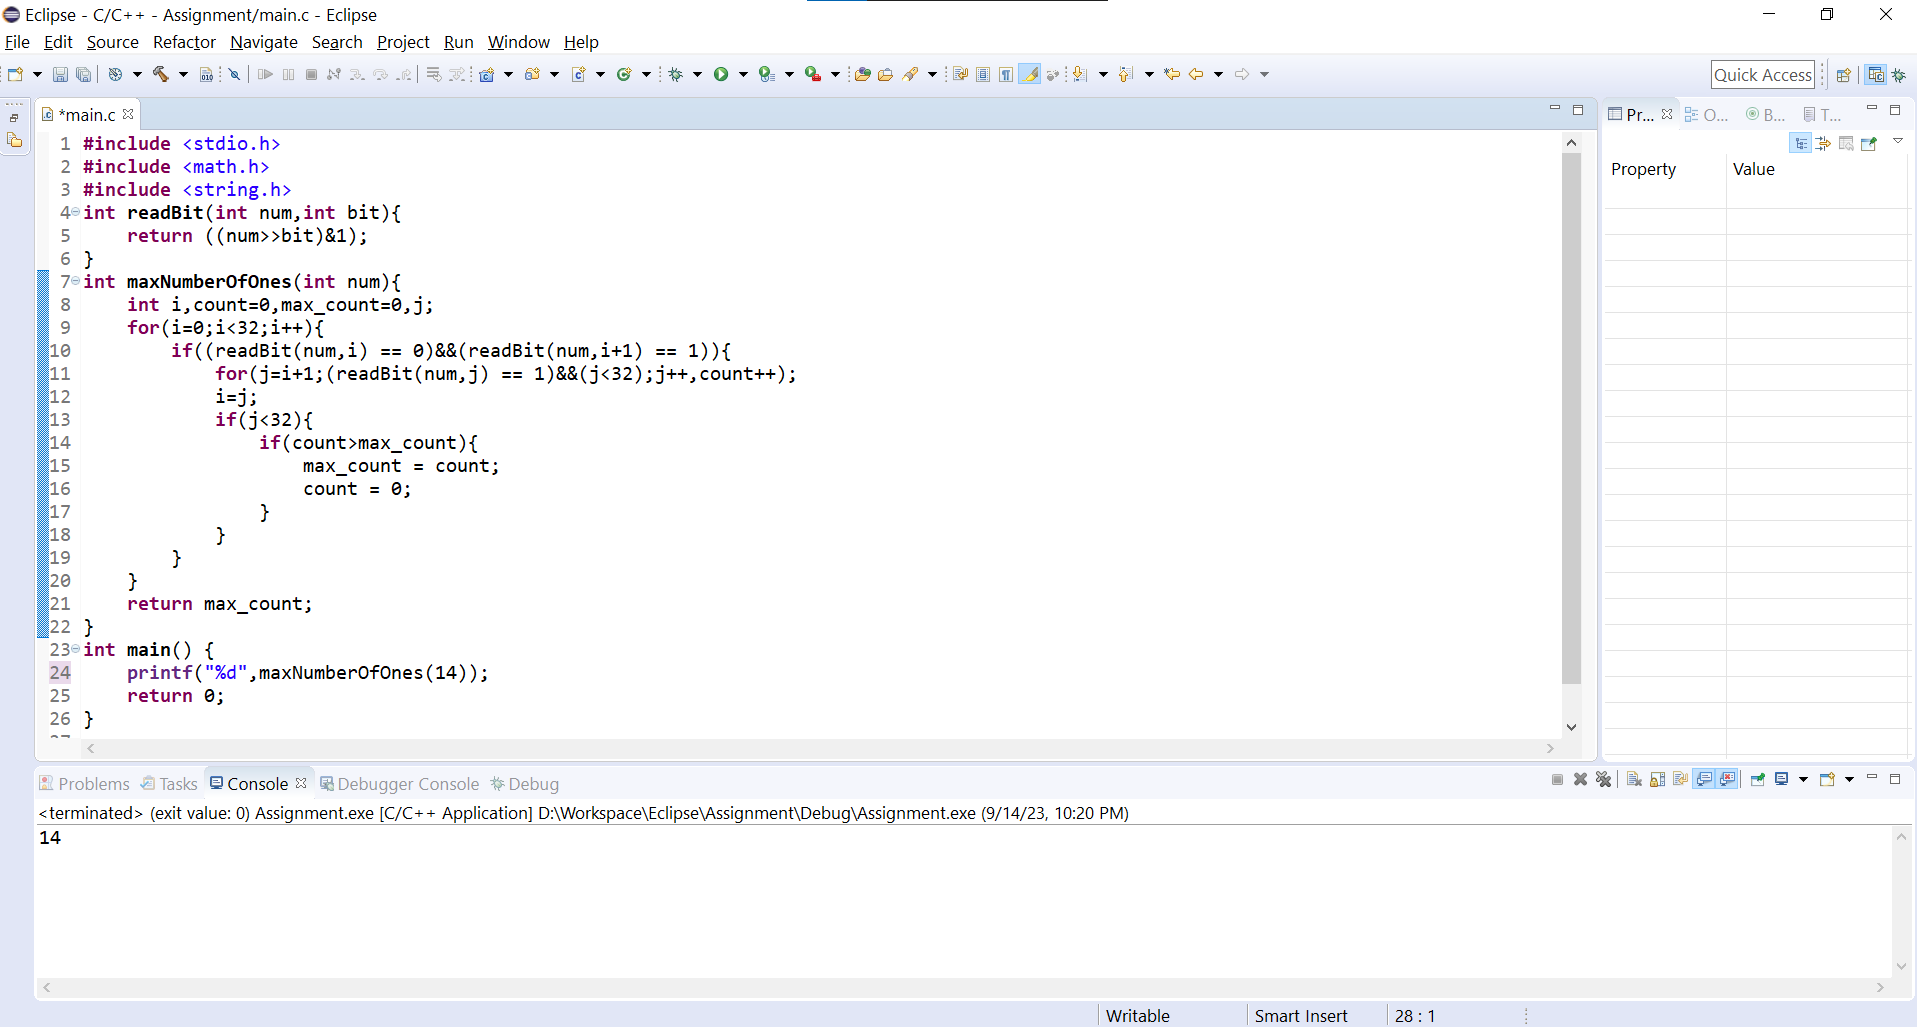 Eclipse - C/C++ - Assignment/main.c - Eclipse
File Edit Source Refactor Navigate Search Project Run Window Help
Quick Access
*main.c
Pr... O... B... T...
Property Value
1 #include <stdio.h>
2 #include <math.h>
3 #include <string.h>
4 int readBit(int num,int bit){
5     return ((num>>bit)&1);
6 }
7 int maxNumberOfOnes(int num){
8     int i,count=0,max_count=0,j;
9     for(i=0;i<32;i++){
10         if((readBit(num,i) == 0)&&(readBit(num,i+1) == 1)){
11             for(j=i+1;(readBit(num,j) == 1)&&(j<32);j++,count++);
12             i=j;
13             if(j<32){
14                 if(count>max_count){
15                     max_count = count;
16                     count = 0;
17                 }
18             }
19         }
20     }
21     return max_count;
22 }
23 int main() {
24     printf("%d",maxNumberOfOnes(14));
25     return 0;
26 }
Problems Tasks Console Debugger Console Debug
<terminated> (exit value: 0) Assignment.exe [C/C++ Application] D:\Workspace\Eclipse\Assignment\Debug\Assignment.exe (9/14/23, 10:20 PM)
14
Writable Smart Insert 28 : 1